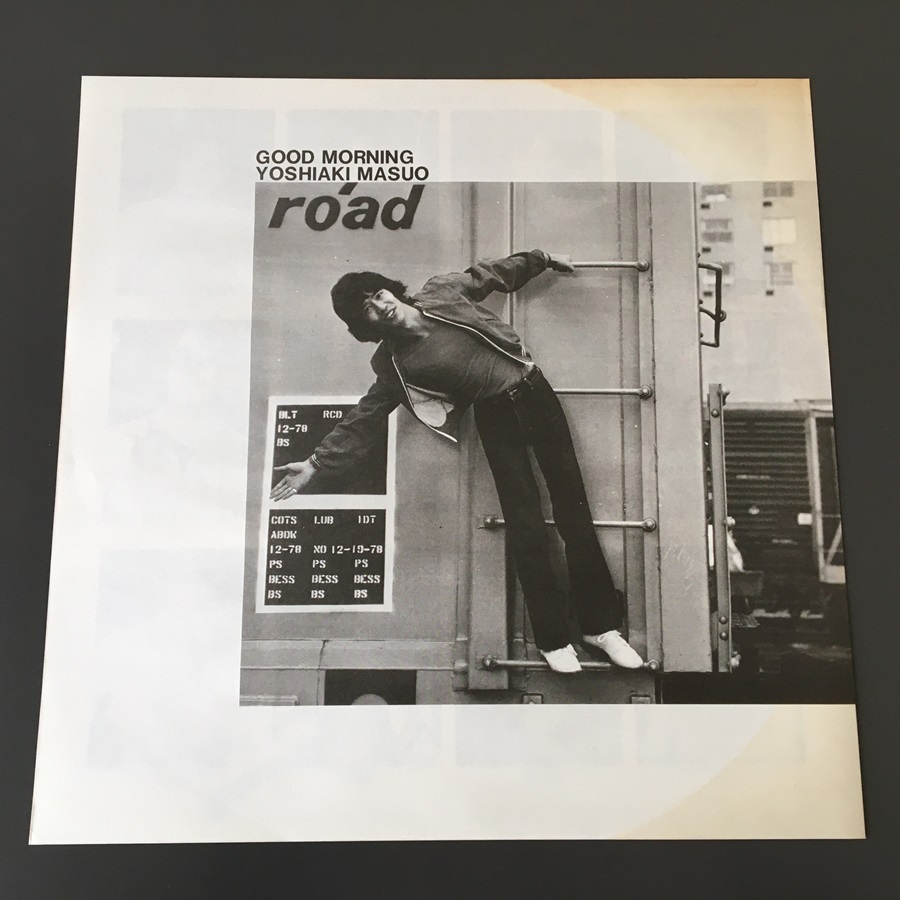 GOOD MORNING
YOSHIAKI MASUO
road
BLT RCD
12-78
BS
COTS LUB IDT
ABDK
12-78 NO 12-19-78
PS PS PS
BESS BESS BESS
BS BS BS